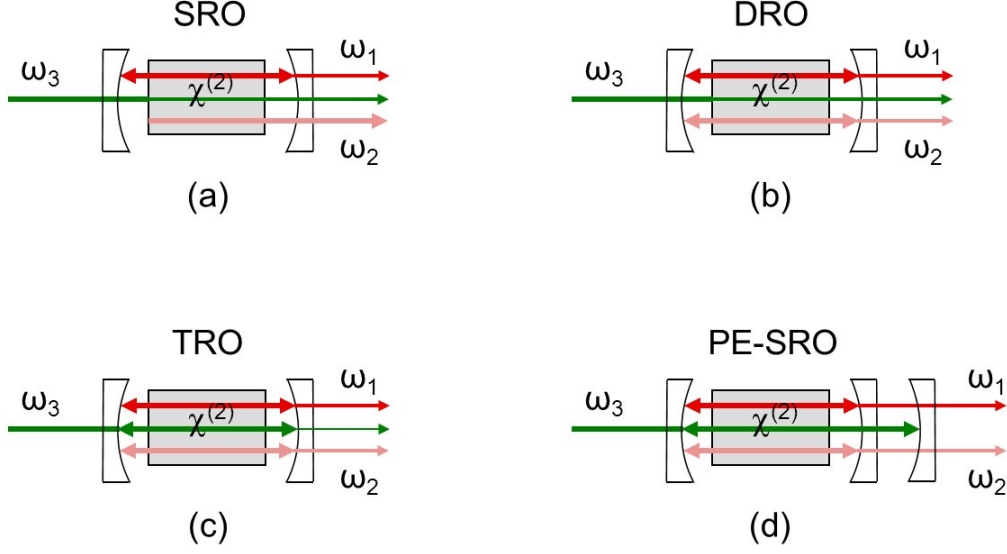 SRO
ω₃
χ⁽²⁾
ω₁
ω₂
(a)
DRO
ω₃
χ⁽²⁾
ω₁
ω₂
(b)
TRO
ω₃
χ⁽²⁾
ω₁
ω₂
(c)
PE-SRO
ω₃
χ⁽²⁾
ω₁
ω₂
(d)